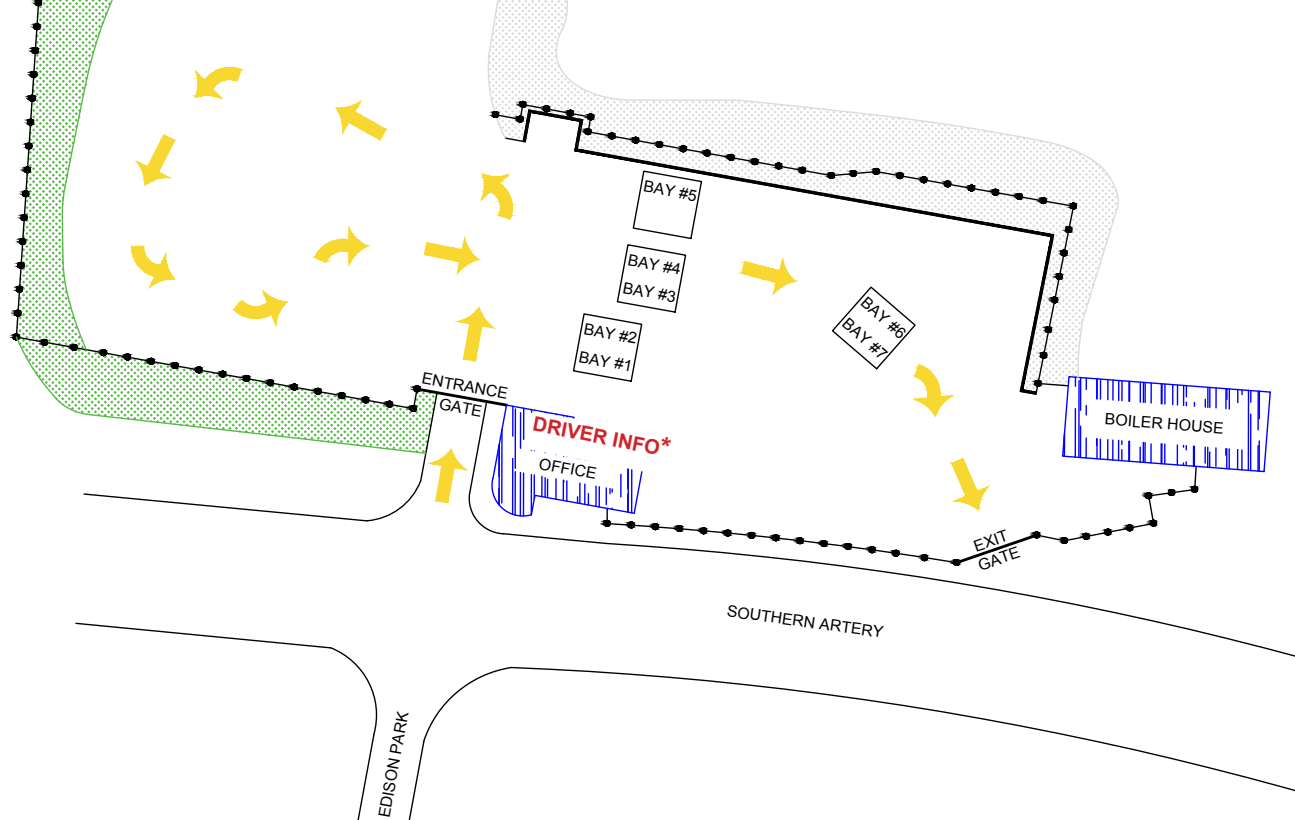 BAY #5
BAY #4
BAY #3
BAY #2
BAY #1
BAY #6
BAY #7
ENTRANCE
GATE
DRIVER INFO*
OFFICE
BOILER HOUSE
EXIT
GATE
SOUTHERN ARTERY
EDISON PARK